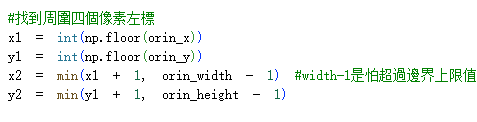 #找到周圍四個像素左標
x1 = int(np.floor(orin_x))
y1 = int(np.floor(orin_y))
x2 = min(x1 + 1, orin_width - 1)  #width-1是怕超過邊界上限值
y2 = min(y1 + 1, orin_height - 1)